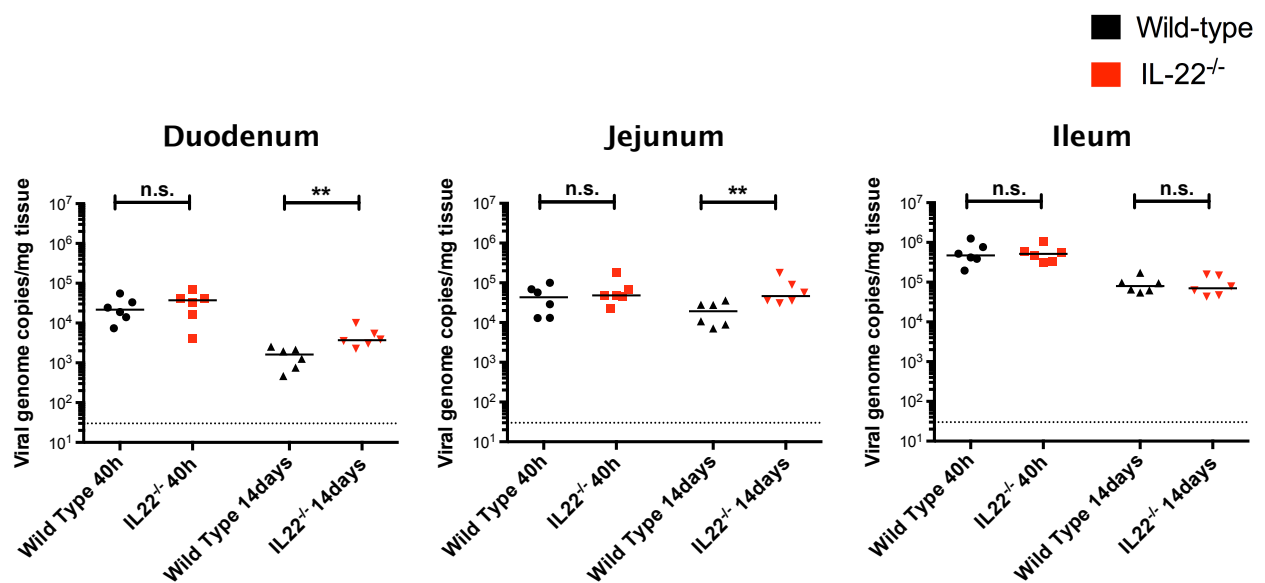 Wild-type
IL-22-/-
Duodenum
Jejunum
Ileum
Viral genome copies/mg tissue
10^7
10^6
10^5
10^4
10^3
10^2
10^1
n.s.
**
Wild Type 40h
IL22-/- 40h
Wild Type 14days
IL22-/- 14days
Viral genome copies/mg tissue
10^7
10^6
10^5
10^4
10^3
10^2
10^1
n.s.
**
Wild Type 40h
IL22-/- 40h
Wild Type 14days
IL22-/- 14days
Viral genome copies/mg tissue
10^7
10^6
10^5
10^4
10^3
10^2
10^1
n.s.
n.s.
Wild Type 40h
IL22-/- 40h
Wild Type 14days
IL22-/- 14days